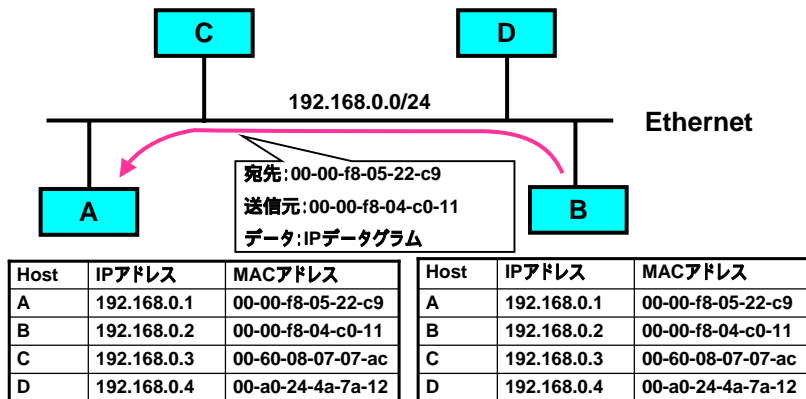 C
D
192.168.0.0/24
Ethernet
宛先:00-00-f8-05-22-c9
送信元:00-00-f8-04-c0-11
データ:IPデータグラム
A
B
Host IPアドレス MACアドレス
A 192.168.0.1 00-00-f8-05-22-c9
B 192.168.0.2 00-00-f8-04-c0-11
C 192.168.0.3 00-60-08-07-07-ac
D 192.168.0.4 00-a0-24-4a-7a-12
Host IPアドレス MACアドレス
A 192.168.0.1 00-00-f8-05-22-c9
B 192.168.0.2 00-00-f8-04-c0-11
C 192.168.0.3 00-60-08-07-07-ac
D 192.168.0.4 00-a0-24-4a-7a-12